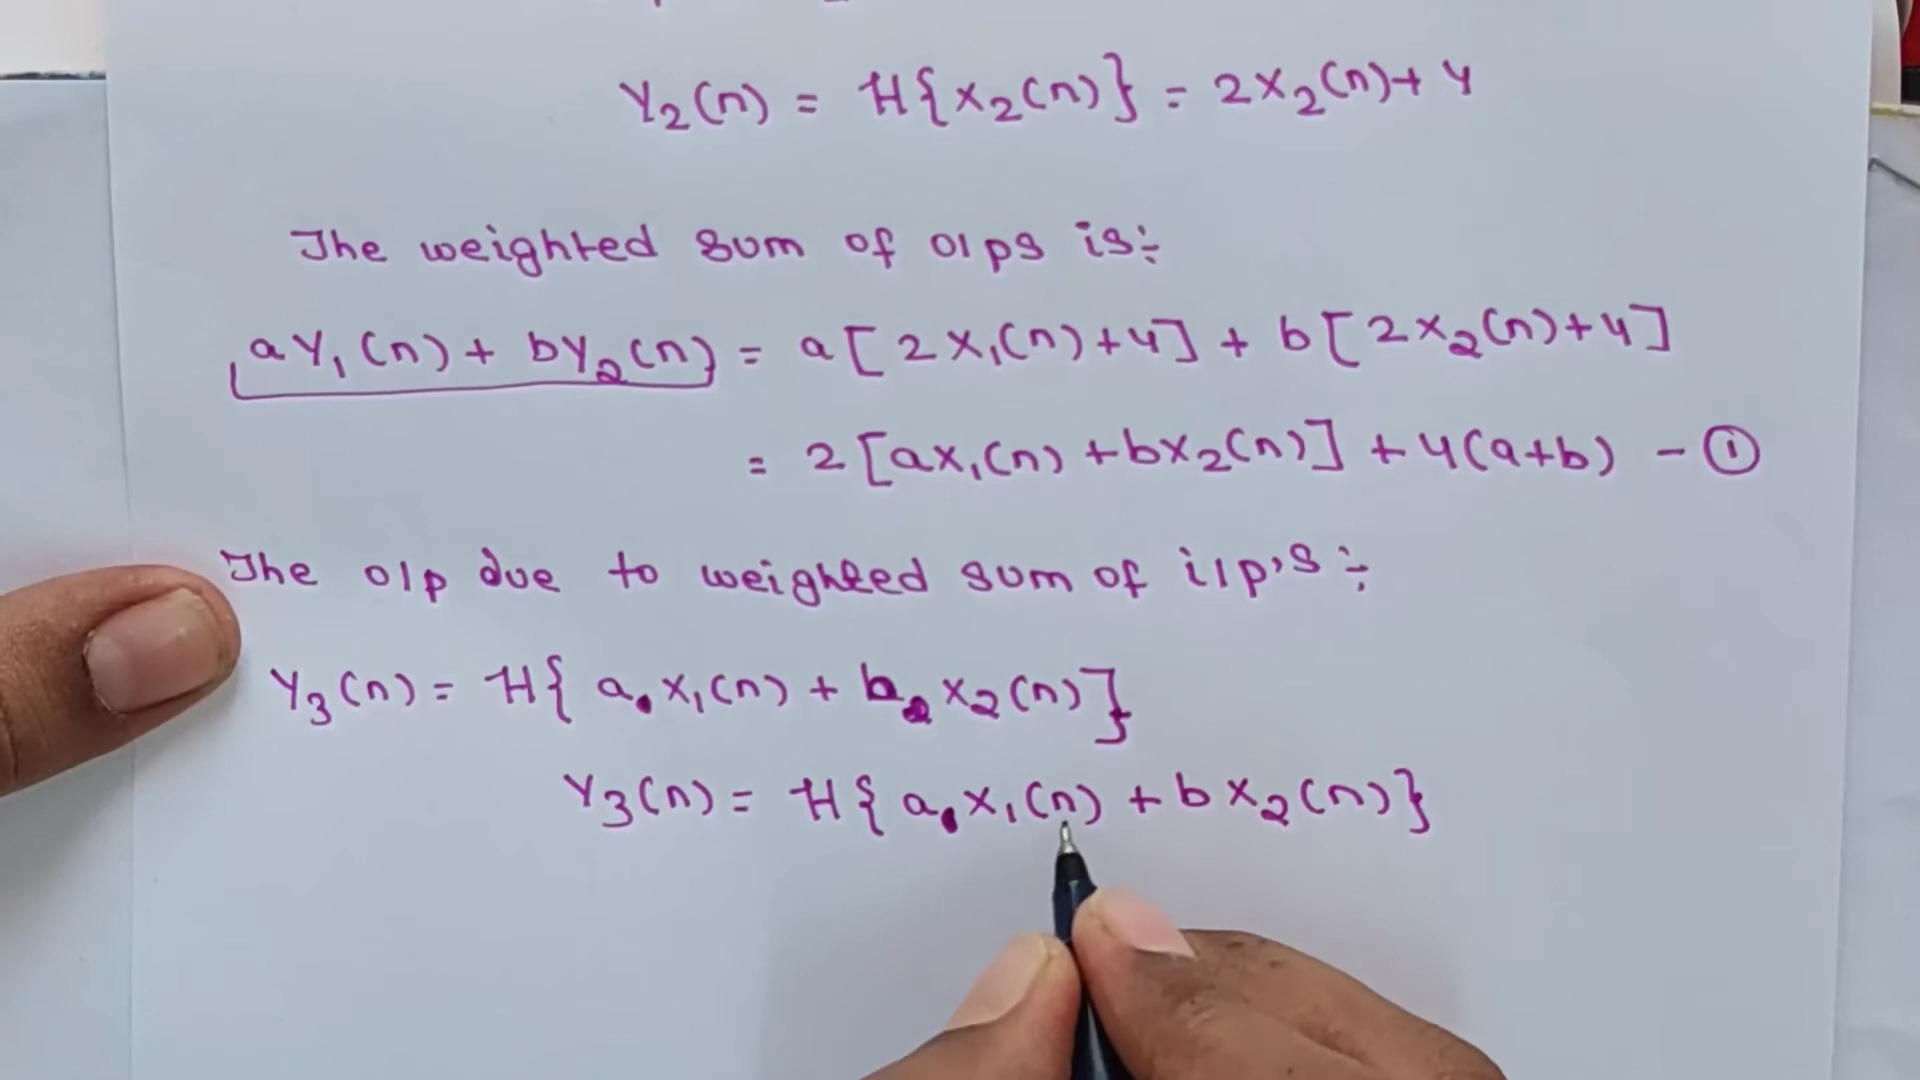 Y₂(n) = H{x₂(n)} = 2x₂(n)+4
The weighted sum of o/ps is:
aY₁(n) + bY₂(n) = a[2x₁(n)+4] + b[2x₂(n)+4]
= 2[ax₁(n) +bx₂(n)] + 4(a+b) - ①
The o/p due to weighted sum of i/p's:
Y₃(n) = H{ a x₁(n) + b x₂(n)}
Y₃(n) = H{ a x₁(n) + bx₂(n)}